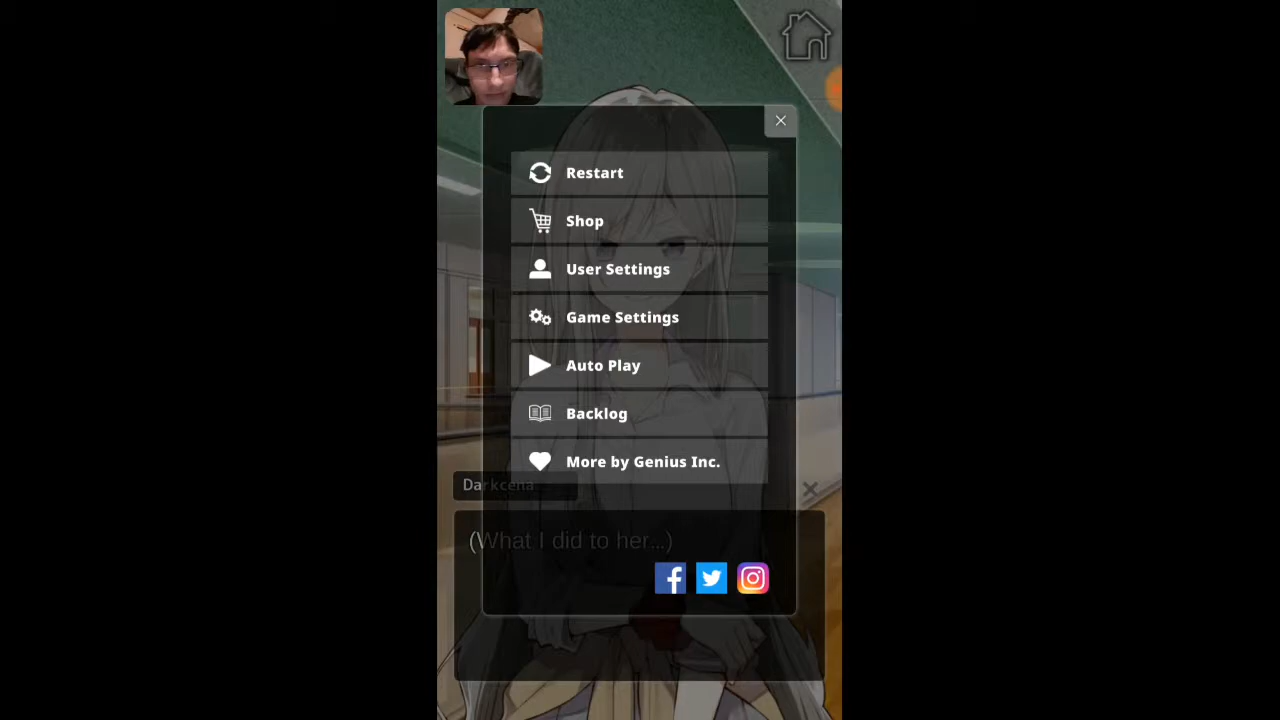 Restart
Shop
User Settings
Game Settings
Auto Play
Backlog
More by Genius Inc.
Darkcena
(What I did to her...)